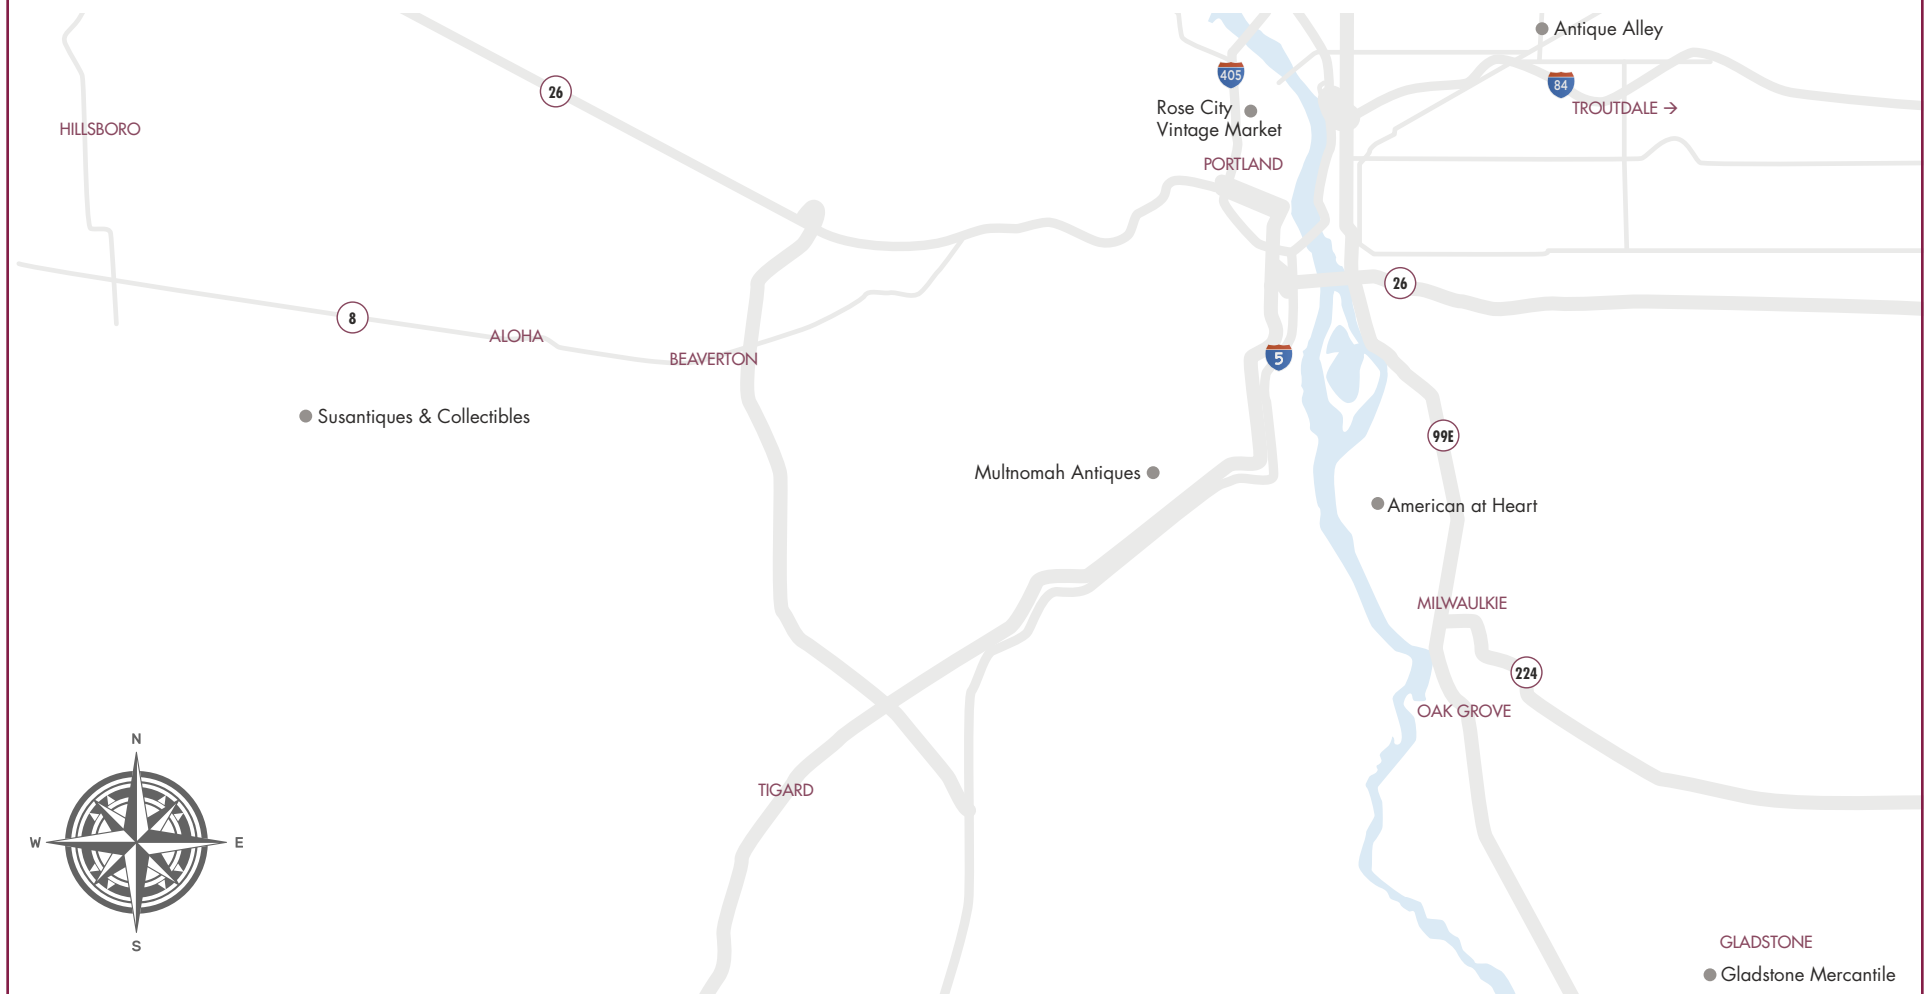 Antique Alley
405
84
26
Rose City
Vintage Market
TROUTDALE →
HILLSBORO
PORTLAND
26
8
ALOHA
BEAVERTON
5
Susantiques & Collectibles
99E
Multnomah Antiques
American at Heart
MILWAULKIE
224
OAK GROVE
N
TIGARD
W
E
S
GLADSTONE
Gladstone Mercantile